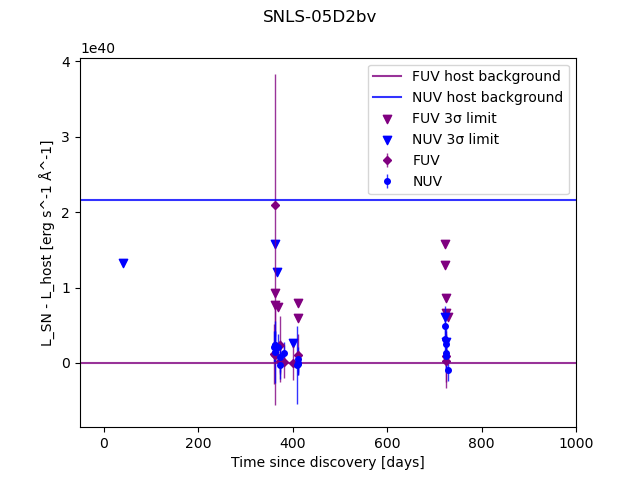 SNLS-05D2bv
1e40
FUV host background
NUV host background
FUV 3σ limit
NUV 3σ limit
FUV
NUV
L_SN - L_host [erg s^-1 Å^-1]
4
3
2
1
0
0 200 400 600 800 1000
Time since discovery [days]